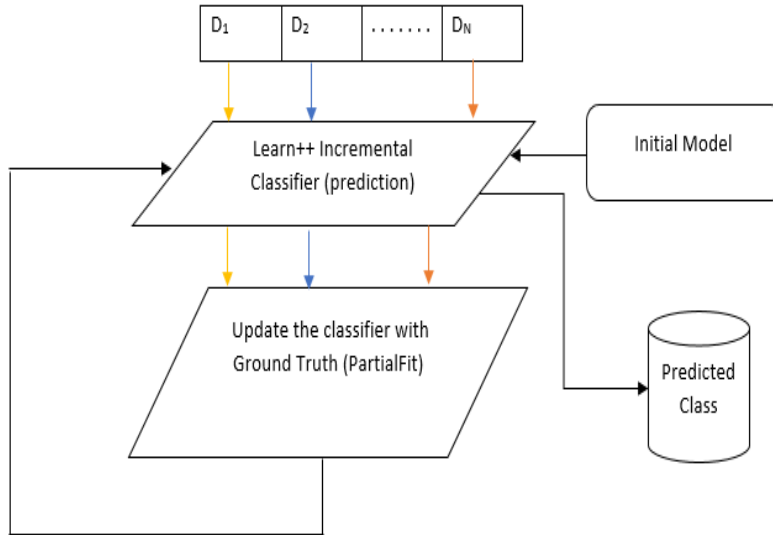 D₁ D₂ ....... Dₙ
Learn++ Incremental
Classifier (prediction)
Initial Model
Update the classifier with
Ground Truth (PartialFit)
Predicted
Class